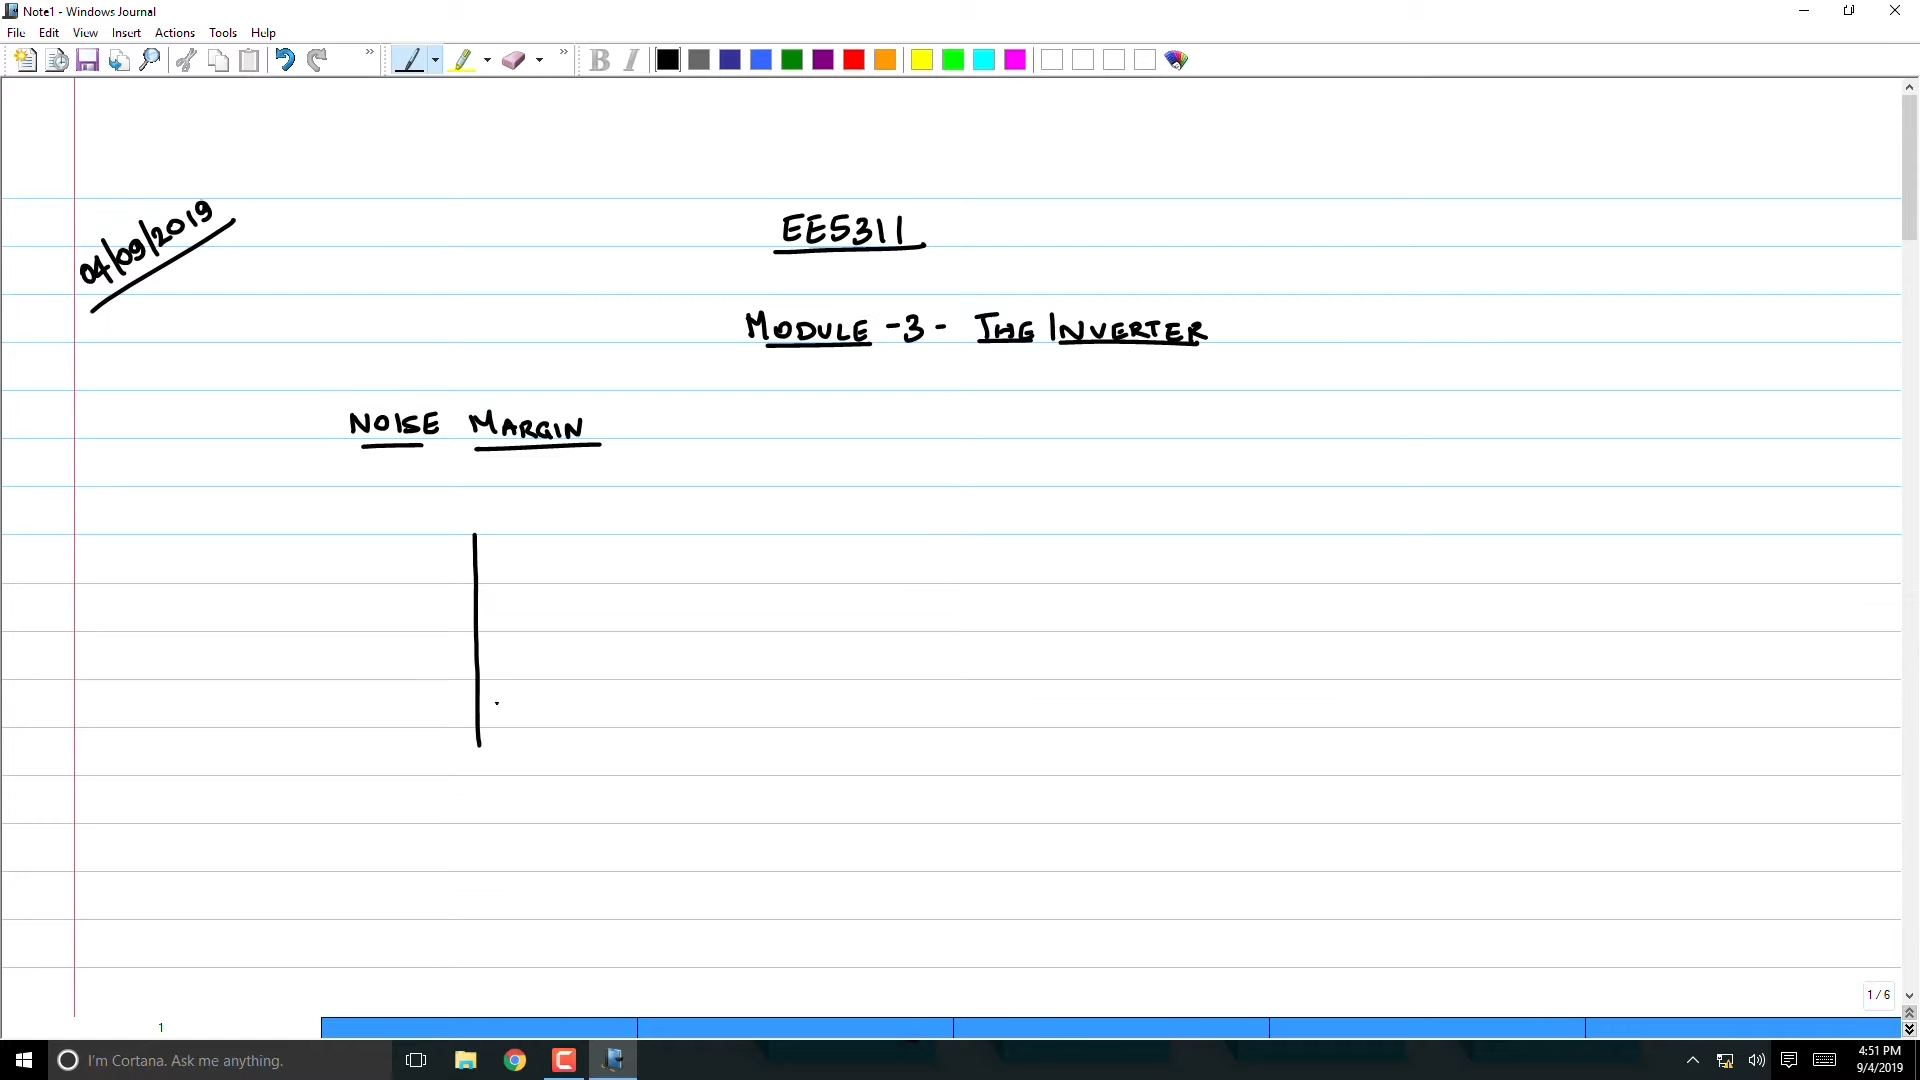 Note1 - Windows Journal
File Edit View Insert Actions Tools Help
04/09/2019
EE5311
MODULE -3- THE INVERTER
NOISE MARGIN
1 / 6
1
I'm Cortana. Ask me anything.
4:51 PM
9/4/2019